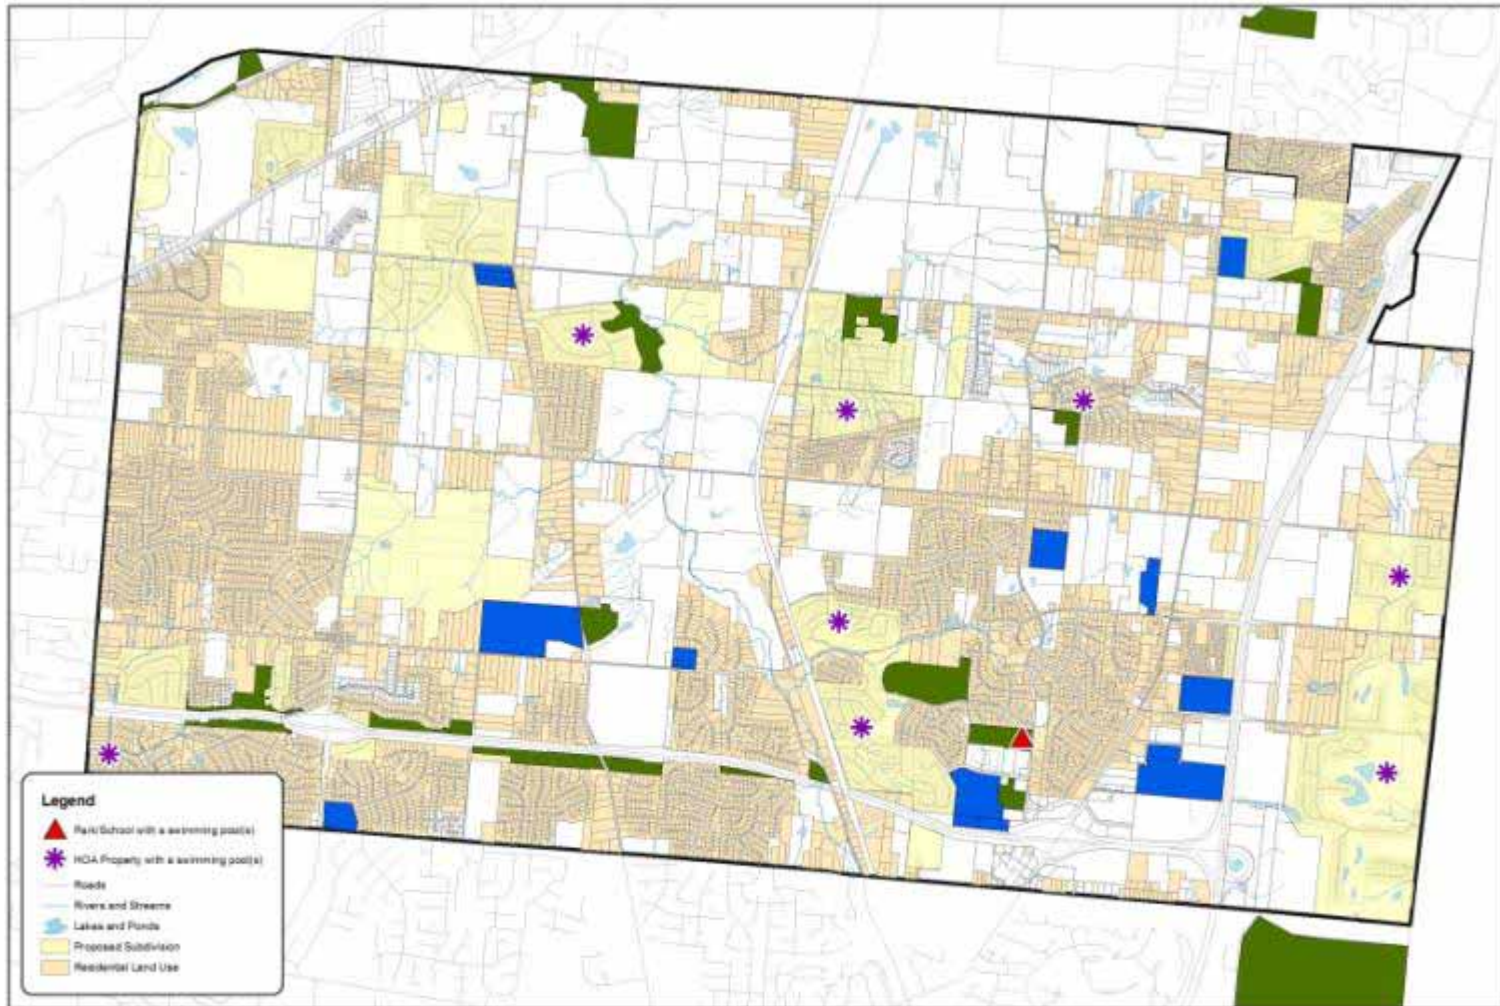 Legend
Park/School with a swimming pool(s)
HOA Property with a swimming pool(s)
Roads
Rivers and Streams
Lakes and Ponds
Proposed Subdivision
Residential Land Use